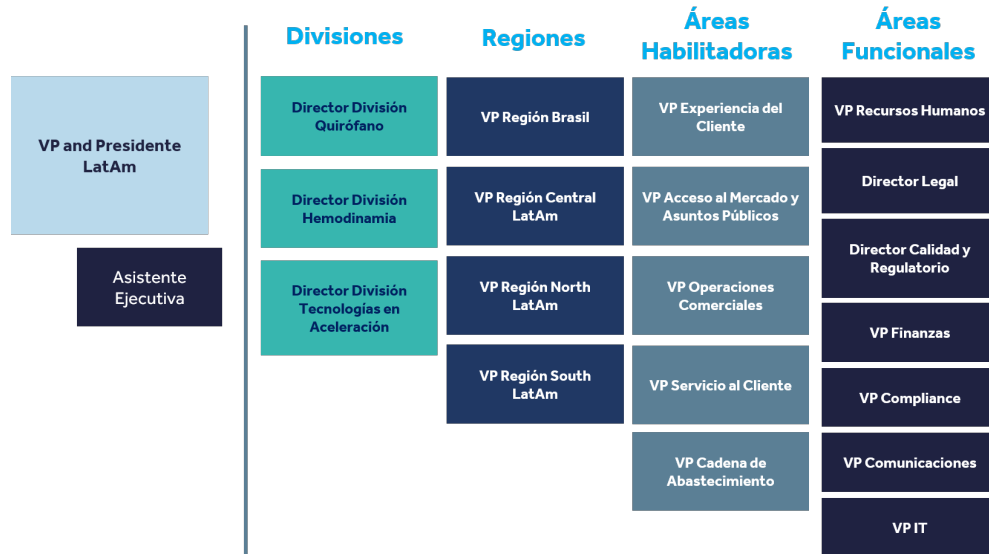 VP and Presidente
LatAm
Asistente
Ejecutiva
Divisiones
Director División
Quirófano
Director División
Hemodinamia
Director División
Tecnologías en
Aceleración
Regiones
VP Región Brasil
VP Región Central
LatAm
VP Región North
LatAm
VP Región South
LatAm
Áreas
Habilitadoras
VP Experiencia del
Cliente
VP Acceso al Mercado y
Asuntos Públicos
VP Operaciones
Comerciales
VP Servicio al Cliente
VP Cadena de
Abastecimiento
Áreas
Funcionales
VP Recursos Humanos
Director Legal
Director Calidad y
Regulatorio
VP Finanzas
VP Compliance
VP Comunicaciones
VP IT